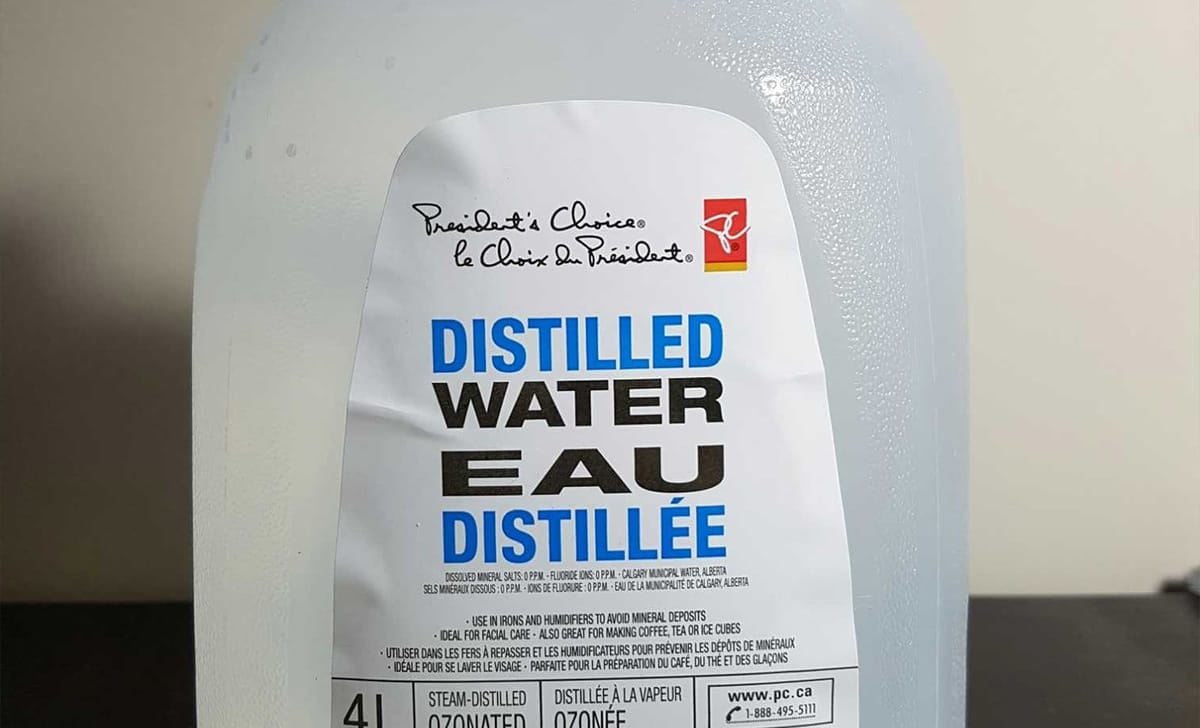 President's Choice®
le Choix du Président®
PC®
DISTILLED
WATER
EAU
DISTILLÉE
DISSOLVED MINERAL SALTS: 0 P.P.M. - FLUORIDE IONS: 0 P.P.M. - CALGARY MUNICIPAL WATER, ALBERTA
SELS MINÉRAUX DISSOUS : 0 P.P.M. - IONS DE FLUORURE : 0 P.P.M. - EAU DE LA MUNICIPALITÉ DE CALGARY, ALBERTA
· USE IN IRONS AND HUMIDIFIERS TO AVOID MINERAL DEPOSITS
· IDEAL FOR FACIAL CARE · ALSO GREAT FOR MAKING COFFEE, TEA OR ICE CUBES
· UTILISER DANS LES FERS À REPASSER ET LES HUMIDIFICATEURS POUR PRÉVENIR LES DÉPÔTS DE MINÉRAUX
· IDÉALE POUR SE LAVER LE VISAGE · PARFAITE POUR LA PRÉPARATION DU CAFÉ, DU THÉ ET DES GLAÇONS
4L
STEAM-DISTILLED
OZONATED
DISTILLÉE À LA VAPEUR
OZONÉE
www.pc.ca
1-888-495-5111